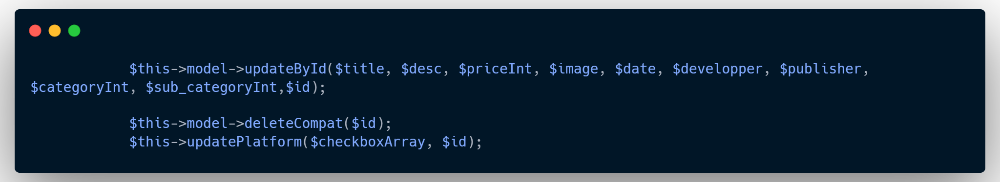 $this->model->updateById($title, $desc, $priceInt, $image, $date, $developper, $publisher,
$categoryInt, $sub_categoryInt,$id);
$this->model->deleteCompat($id);
$this->updatePlatform($checkboxArray, $id);